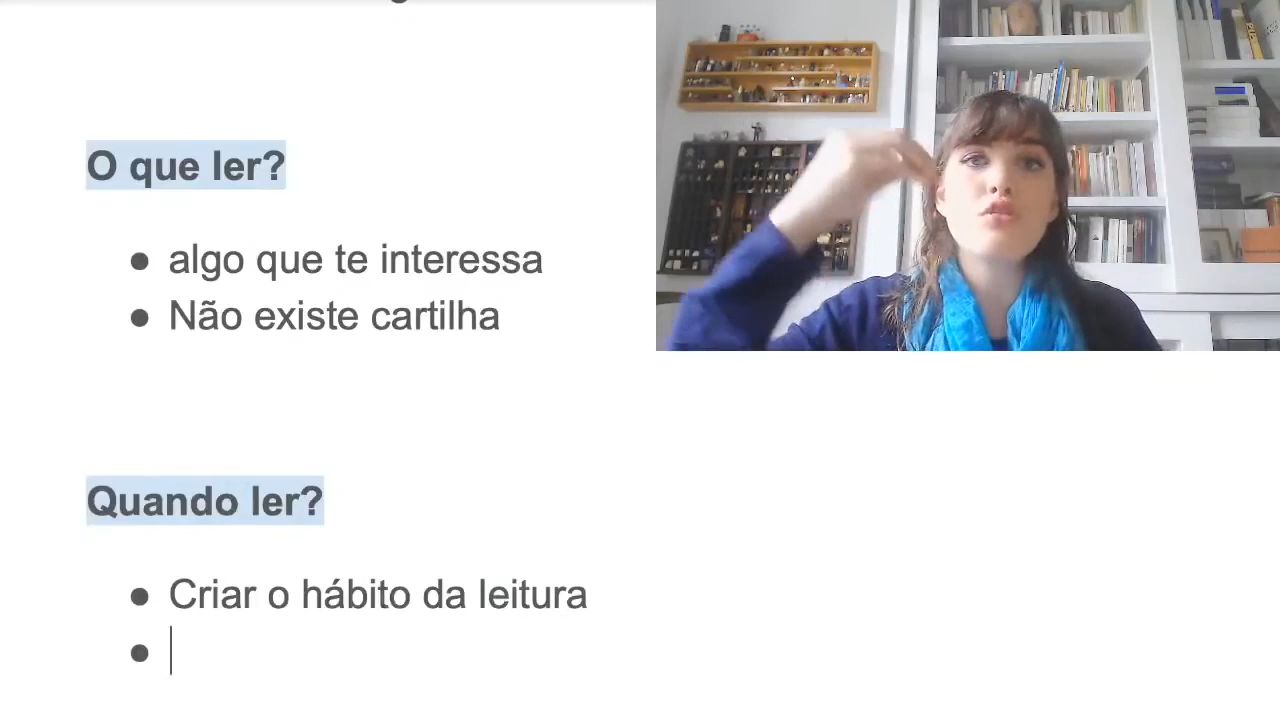 O que ler?
● algo que te interessa
● Não existe cartilha
Quando ler?
● Criar o hábito da leitura
●